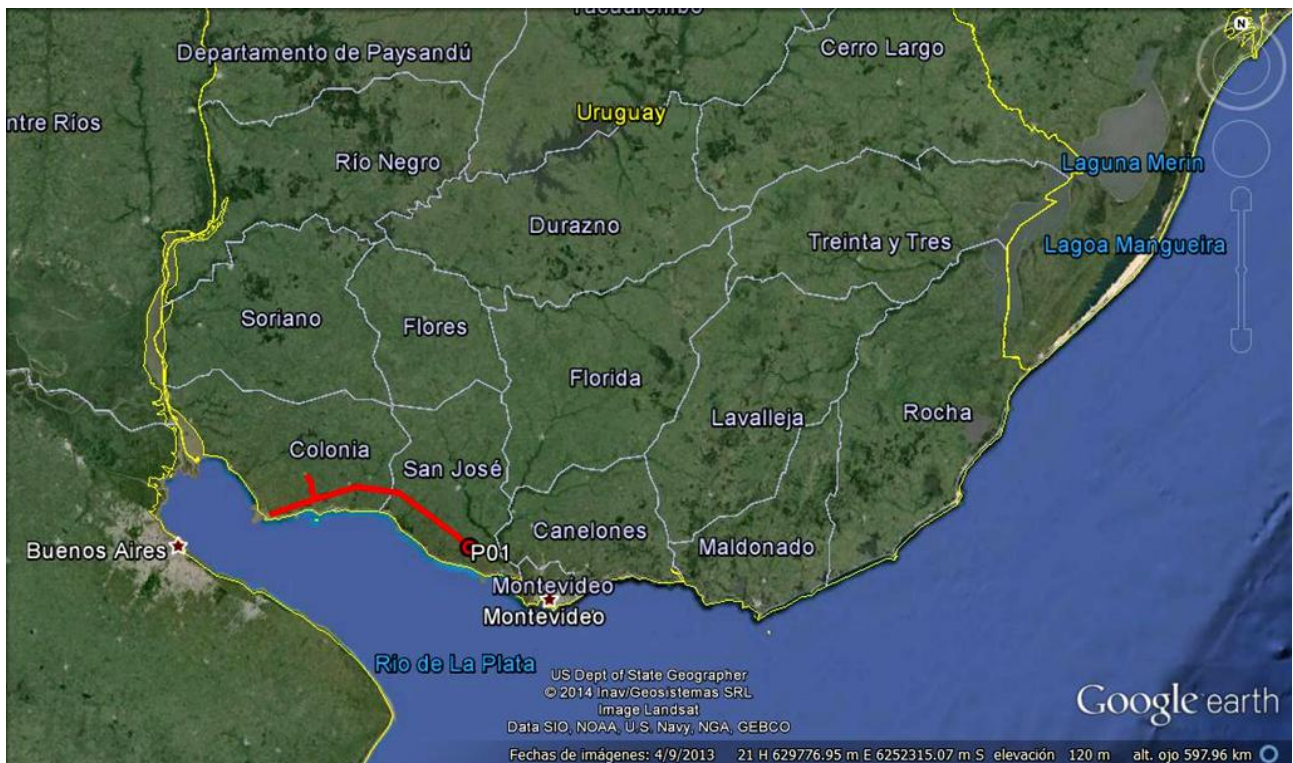 Tacuarembó
Departamento de Paysandú
Cerro Largo
N
Uruguay
ntre Ríos
Río Negro
Laguna Merin
Durazno
Treinta y Tres
Lagoa Mangueira
Soriano
Flores
Florida
Lavalleja
Rocha
Colonia
San José
Canelones
Maldonado
Buenos Aires
P01
Montevideo
Montevideo
Rio de La Plata
US Dept of State Geographer
© 2014 Inav/Geosistemas SRL
Image Landsat
Data SIO, NOAA, U.S. Navy, NGA, GEBCO
Google earth
Fechas de imágenes: 4/9/2013 21 H 629776.95 m E 6252315.07 m S elevación 120 m alt. ojo 597.96 km